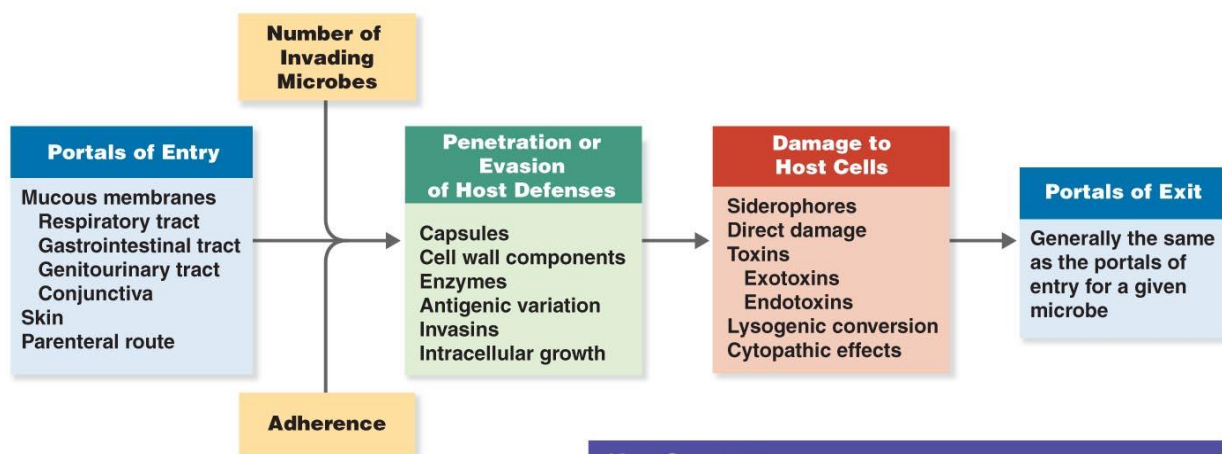 Number of
Invading
Microbes
Portals of Entry
Mucous membranes
Respiratory tract
Gastrointestinal tract
Genitourinary tract
Conjunctiva
Skin
Parenteral route
Adherence
Penetration or
Evasion
of Host Defenses
Capsules
Cell wall components
Enzymes
Antigenic variation
Invasins
Intracellular growth
Damage to
Host Cells
Siderophores
Direct damage
Toxins
Exotoxins
Endotoxins
Lysogenic conversion
Cytopathic effects
Portals of Exit
Generally the same
as the portals of
entry for a given
microbe